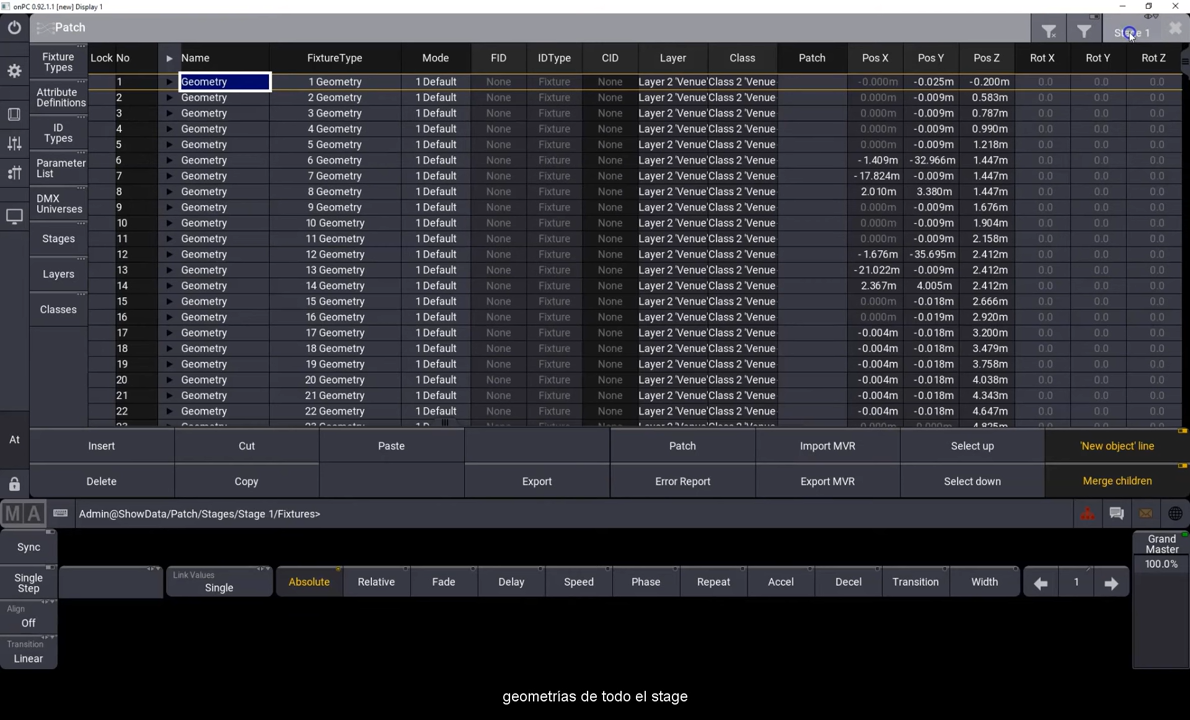 onPC 0.92.1.1 [new] Display 1
Patch
Stage 1
Fixture Types
Attribute Definitions
ID Types
Parameter List
DMX Universes
Stages
Layers
Classes
At
Lock No Name FixtureType Mode FID IDType CID Layer Class Patch Pos X Pos Y Pos Z Rot X Rot Y Rot Z
1 Geometry 1 Geometry 1 Default None Fixture None Layer 2 'Venue' Class 2 'Venue -0.000m -0.025m -0.200m 0.0 0.0 0.0
2 Geometry 2 Geometry 1 Default None Fixture None Layer 2 'Venue' Class 2 'Venue 0.000m -0.009m 0.583m 0.0 0.0 0.0
3 Geometry 3 Geometry 1 Default None Fixture None Layer 2 'Venue' Class 2 'Venue 0.000m -0.009m 0.787m 0.0 0.0 0.0
4 Geometry 4 Geometry 1 Default None Fixture None Layer 2 'Venue' Class 2 'Venue 0.000m -0.009m 0.990m 0.0 0.0 0.0
5 Geometry 5 Geometry 1 Default None Fixture None Layer 2 'Venue' Class 2 'Venue 0.000m -0.009m 1.218m 0.0 0.0 0.0
6 Geometry 6 Geometry 1 Default None Fixture None Layer 2 'Venue' Class 2 'Venue -1.409m -32.966m 1.447m 0.0 0.0 0.0
7 Geometry 7 Geometry 1 Default None Fixture None Layer 2 'Venue' Class 2 'Venue -17.824m -0.009m 1.447m 0.0 0.0 0.0
8 Geometry 8 Geometry 1 Default None Fixture None Layer 2 'Venue' Class 2 'Venue 2.010m 3.380m 1.447m 0.0 0.0 0.0
9 Geometry 9 Geometry 1 Default None Fixture None Layer 2 'Venue' Class 2 'Venue 0.000m -0.009m 1.676m 0.0 0.0 0.0
10 Geometry 10 Geometry 1 Default None Fixture None Layer 2 'Venue' Class 2 'Venue 0.000m -0.009m 1.904m 0.0 0.0 0.0
11 Geometry 11 Geometry 1 Default None Fixture None Layer 2 'Venue' Class 2 'Venue 0.000m -0.009m 2.158m 0.0 0.0 0.0
12 Geometry 12 Geometry 1 Default None Fixture None Layer 2 'Venue' Class 2 'Venue -1.676m -35.695m 2.412m 0.0 0.0 0.0
13 Geometry 13 Geometry 1 Default None Fixture None Layer 2 'Venue' Class 2 'Venue -21.022m -0.009m 2.412m 0.0 0.0 0.0
14 Geometry 14 Geometry 1 Default None Fixture None Layer 2 'Venue' Class 2 'Venue 2.367m 4.005m 2.412m 0.0 0.0 0.0
15 Geometry 15 Geometry 1 Default None Fixture None Layer 2 'Venue' Class 2 'Venue 0.000m -0.018m 2.666m 0.0 0.0 0.0
16 Geometry 16 Geometry 1 Default None Fixture None Layer 2 'Venue' Class 2 'Venue 0.000m -0.019m 2.920m 0.0 0.0 0.0
17 Geometry 17 Geometry 1 Default None Fixture None Layer 2 'Venue' Class 2 'Venue -0.004m -0.018m 3.200m 0.0 0.0 0.0
18 Geometry 18 Geometry 1 Default None Fixture None Layer 2 'Venue' Class 2 'Venue -0.004m -0.018m 3.479m 0.0 0.0 0.0
19 Geometry 19 Geometry 1 Default None Fixture None Layer 2 'Venue' Class 2 'Venue -0.004m -0.018m 3.758m 0.0 0.0 0.0
20 Geometry 20 Geometry 1 Default None Fixture None Layer 2 'Venue' Class 2 'Venue -0.004m -0.018m 4.038m 0.0 0.0 0.0
21 Geometry 21 Geometry 1 Default None Fixture None Layer 2 'Venue' Class 2 'Venue -0.004m -0.018m 4.343m 0.0 0.0 0.0
22 Geometry 22 Geometry 1 Default None Fixture None Layer 2 'Venue' Class 2 'Venue -0.004m -0.018m 4.647m 0.0 0.0 0.0
Insert Cut Paste Patch Import MVR Select up 'New object' line
Delete Copy Export Error Report Export MVR Select down Merge children
MA Admin@ShowData/Patch/Stages/Stage 1/Fixtures>
Sync
Single Step
Align
Off
Transition
Linear
Link Values
Single
Absolute Relative Fade Delay Speed Phase Repeat Accel Decel Transition Width 1
Grand Master
100.0%
geometrias de todo el stage